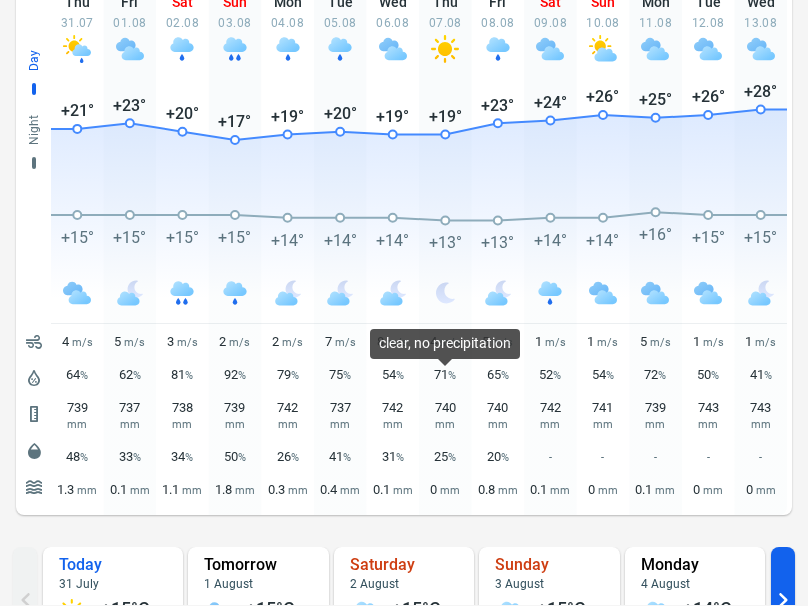 Thu Fri Sat Sun Mon Tue Wed Thu Fri Sat Sun Mon Tue Wed
31.07 01.08 02.08 03.08 04.08 05.08 06.08 07.08 08.08 09.08 10.08 11.08 12.08 13.08
Day
+21° +23° +20° +17° +19° +20° +19° +19° +23° +24° +26° +25° +26° +28°
Night
+15° +15° +15° +15° +14° +14° +14° +13° +13° +14° +14° +16° +15° +15°
4 m/s 5 m/s 3 m/s 2 m/s 2 m/s 7 m/s 1 m/s 1 m/s 5 m/s 1 m/s 1 m/s
clear, no precipitation
64% 62% 81% 92% 79% 75% 54% 71% 65% 52% 54% 72% 50% 41%
739 737 738 739 742 737 742 740 740 742 741 739 743 743
mm mm mm mm mm mm mm mm mm mm mm mm mm mm
48% 33% 34% 50% 26% 41% 31% 25% 20% - - - - -
1.3 mm 0.1 mm 1.1 mm 1.8 mm 0.3 mm 0.4 mm 0.1 mm 0 mm 0.8 mm 0.1 mm 0 mm 0.1 mm 0 mm 0 mm
Today Tomorrow Saturday Sunday Monday
31 July 1 August 2 August 3 August 4 August